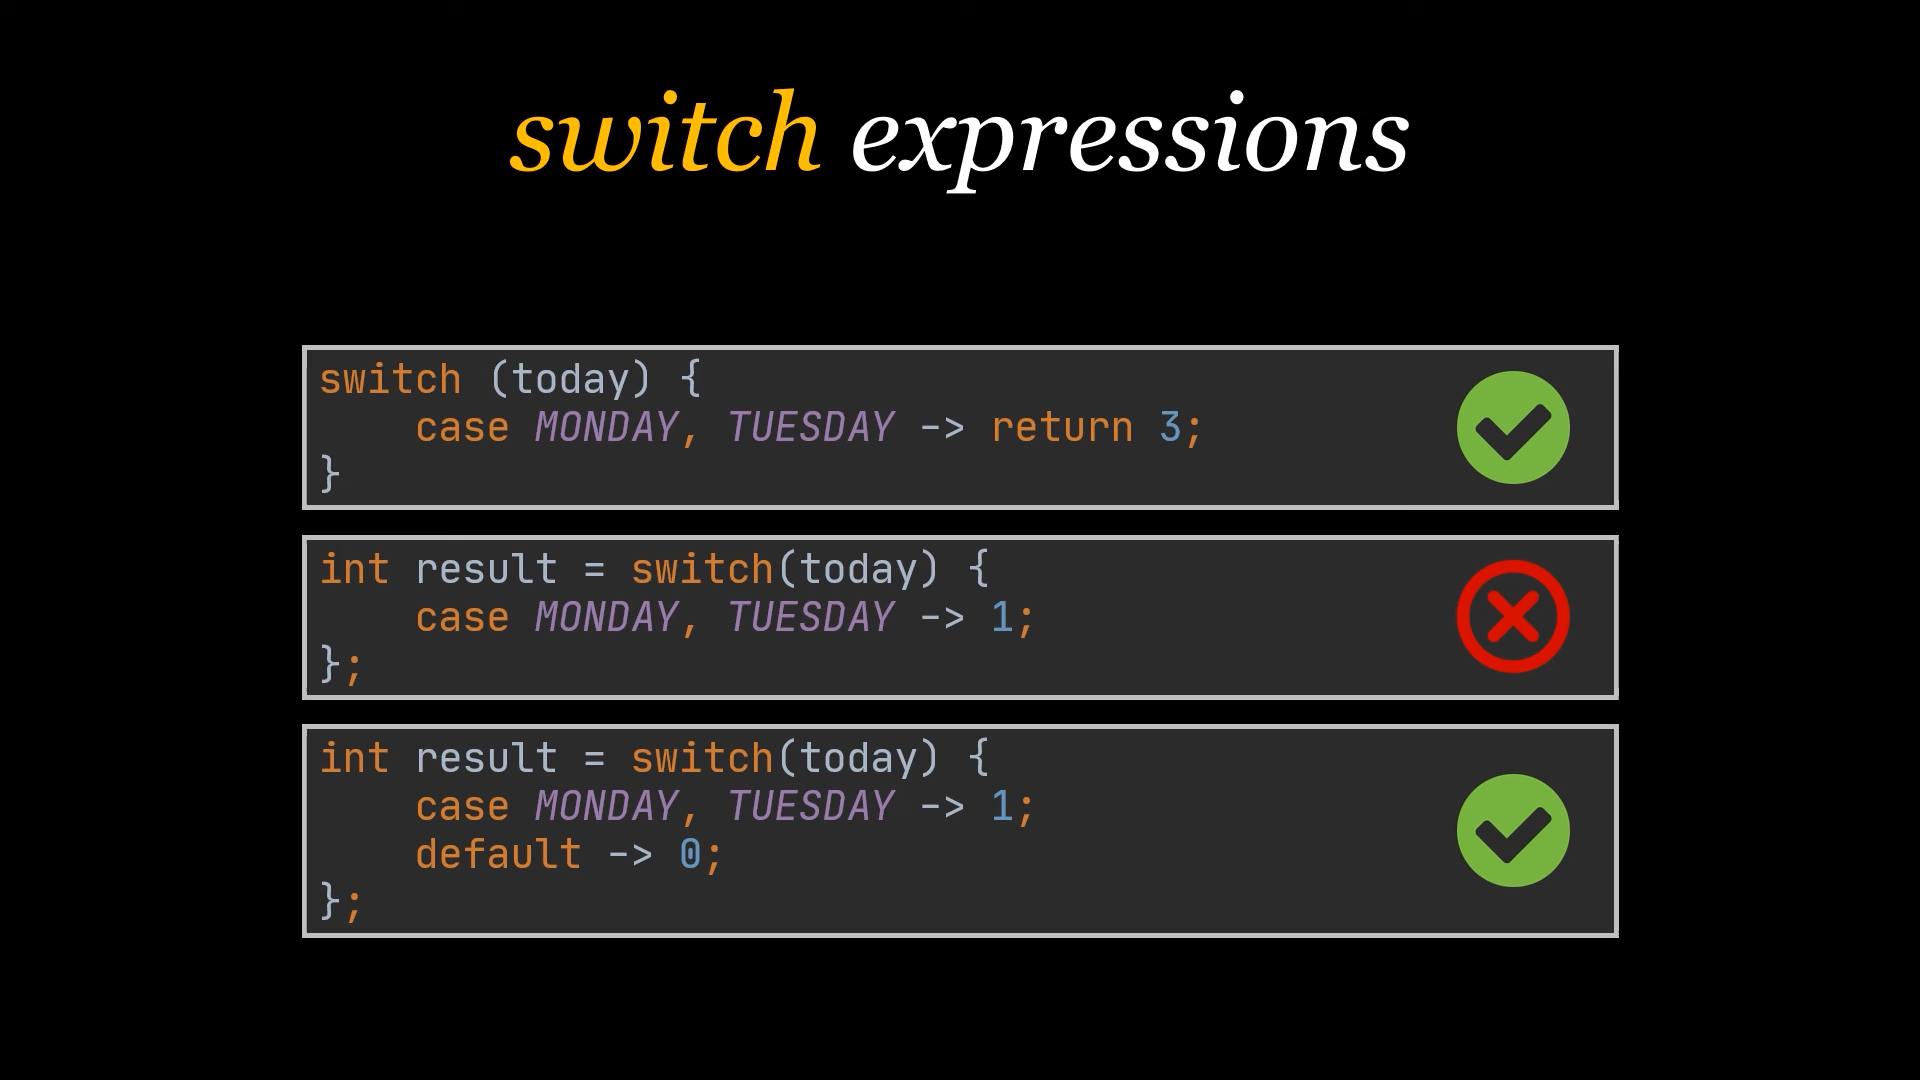 switch expressions
switch (today) {
    case MONDAY, TUESDAY -> return 3;
}
int result = switch(today) {
    case MONDAY, TUESDAY -> 1;
};
int result = switch(today) {
    case MONDAY, TUESDAY -> 1;
    default -> 0;
};